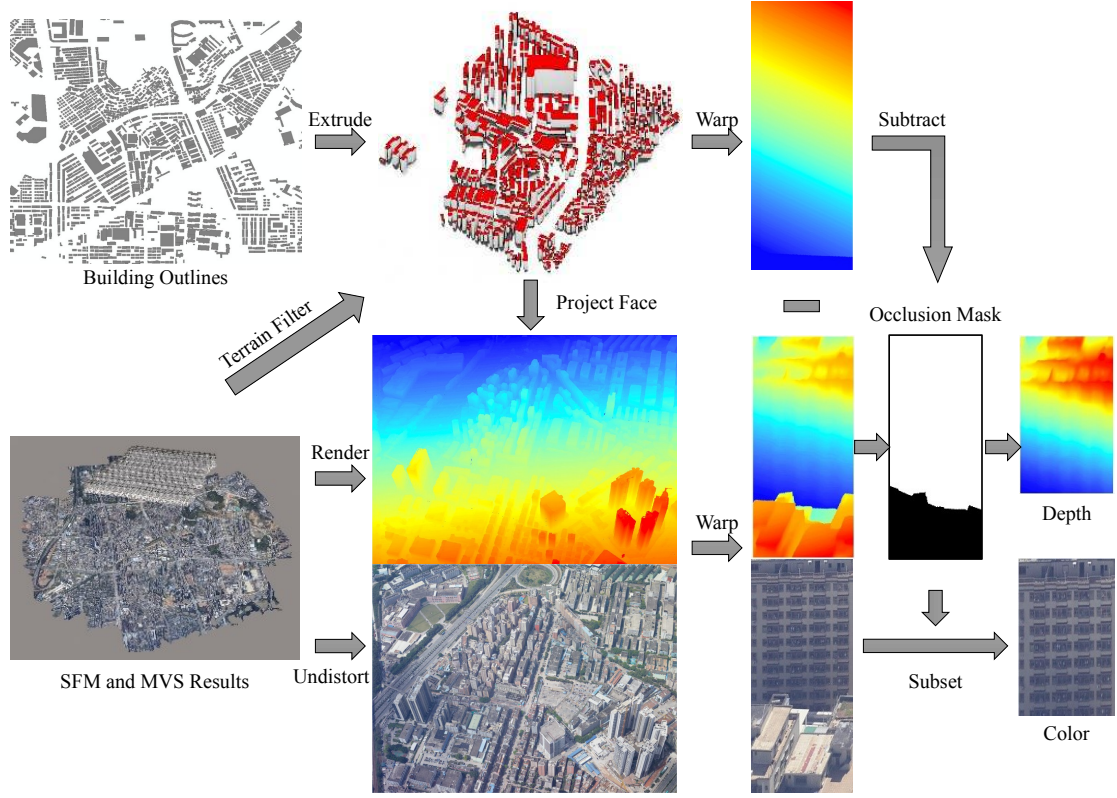 Extrude
Warp
Subtract
Building Outlines
Project Face
Occlusion Mask
Terrain Filter
Render
Warp
Depth
SFM and MVS Results
Undistort
Subset
Color